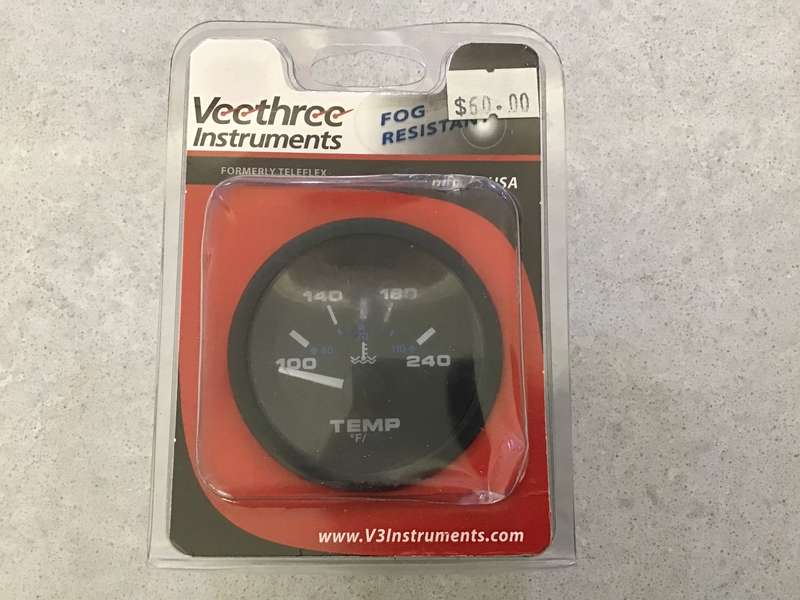 Veethree
Instruments
FORMERLY TELEFLEX
FOG
RESISTANT
$60.00
USA
140 180
100 240
TEMP
°F/
www.V3Instruments.com